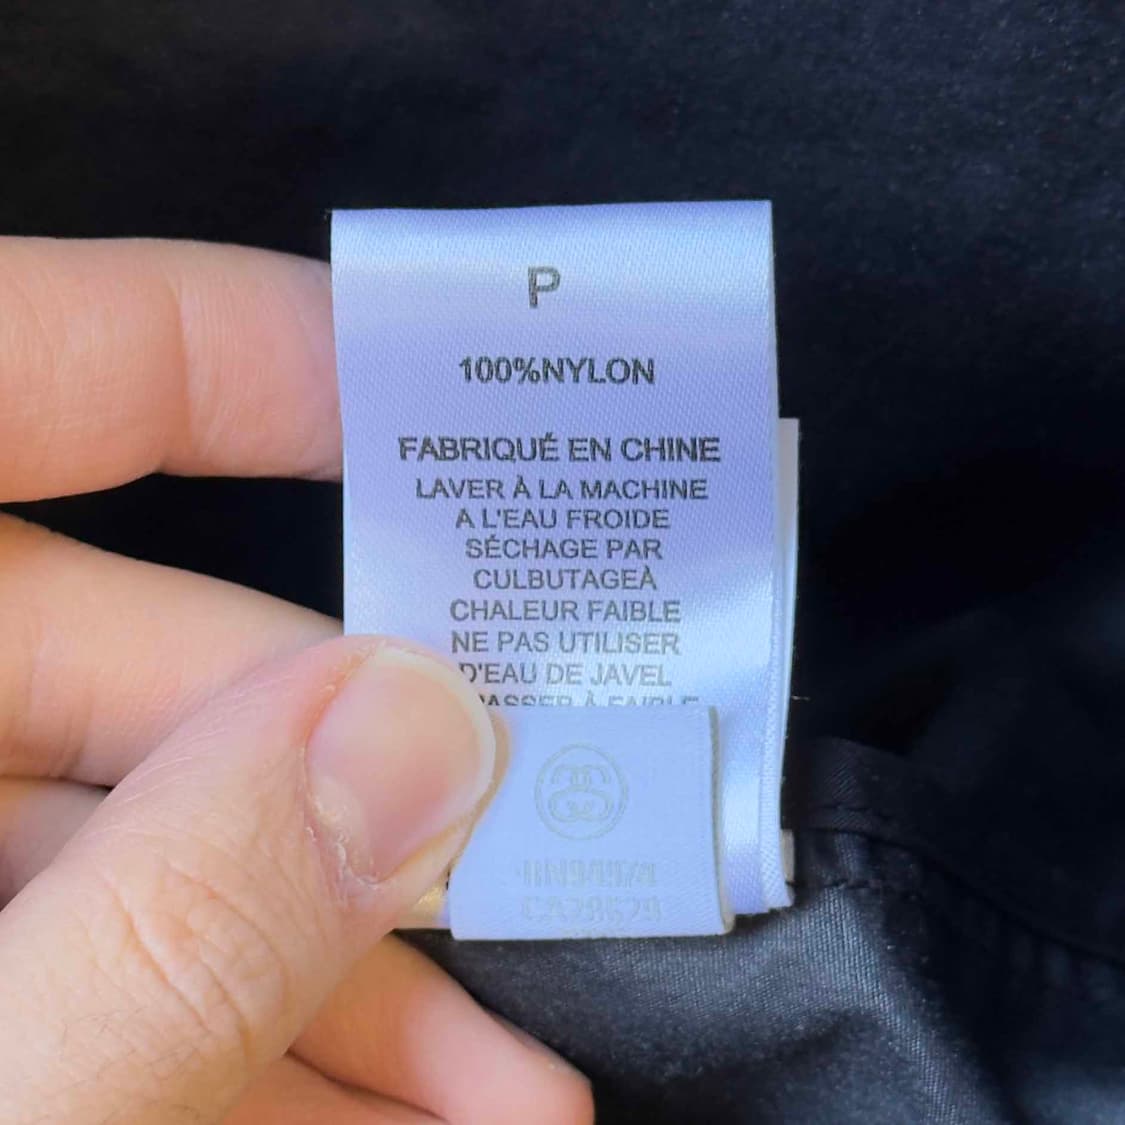 P
100%NYLON
FABRIQUÉ EN CHINE
LAVER À LA MACHINE
A L'EAU FROIDE
SÉCHAGE PAR
CULBUTAGEÀ
CHALEUR FAIBLE
NE PAS UTILISER
D'EAU DE JAVEL
À FAIBLE